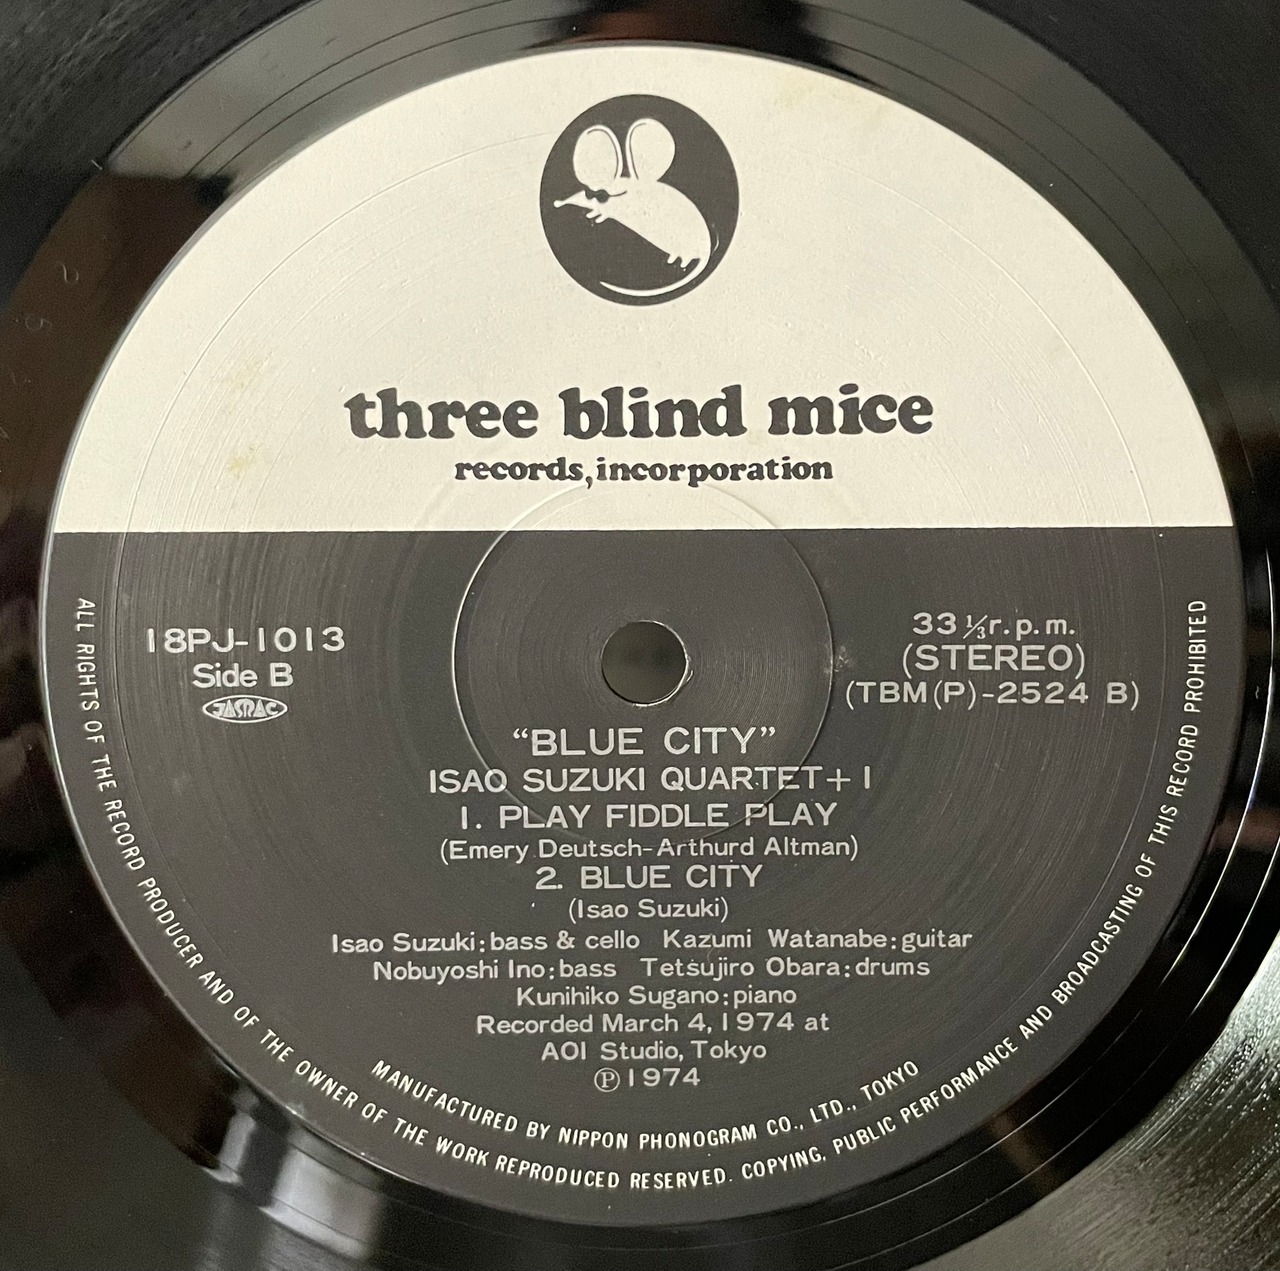 three blind mice
records, incorporation
18PJ-1013
Side B
JASRAC
33 1/3 r.p.m.
(STEREO)
(TBM(P)-2524 B)
“BLUE CITY”
ISAO SUZUKI QUARTET+1
1. PLAY FIDDLE PLAY
(Emery Deutsch-Arthurd Altman)
2. BLUE CITY
(Isao Suzuki)
Isao Suzuki:bass & cello Kazumi Watanabe:guitar
Nobuyoshi Ino:bass Tetsujiro Obara:drums
Kunihiko Sugano:piano
Recorded March 4, 1974 at
AOI Studio, Tokyo
Ⓟ1974
MANUFACTURED BY NIPPON PHONOGRAM CO., LTD., TOKYO
ALL RIGHTS OF THE RECORD PRODUCER AND OF THE OWNER OF THE WORK REPRODUCED RESERVED. COPYING, PUBLIC PERFORMANCE AND BROADCASTING OF THIS RECORD PROHIBITED